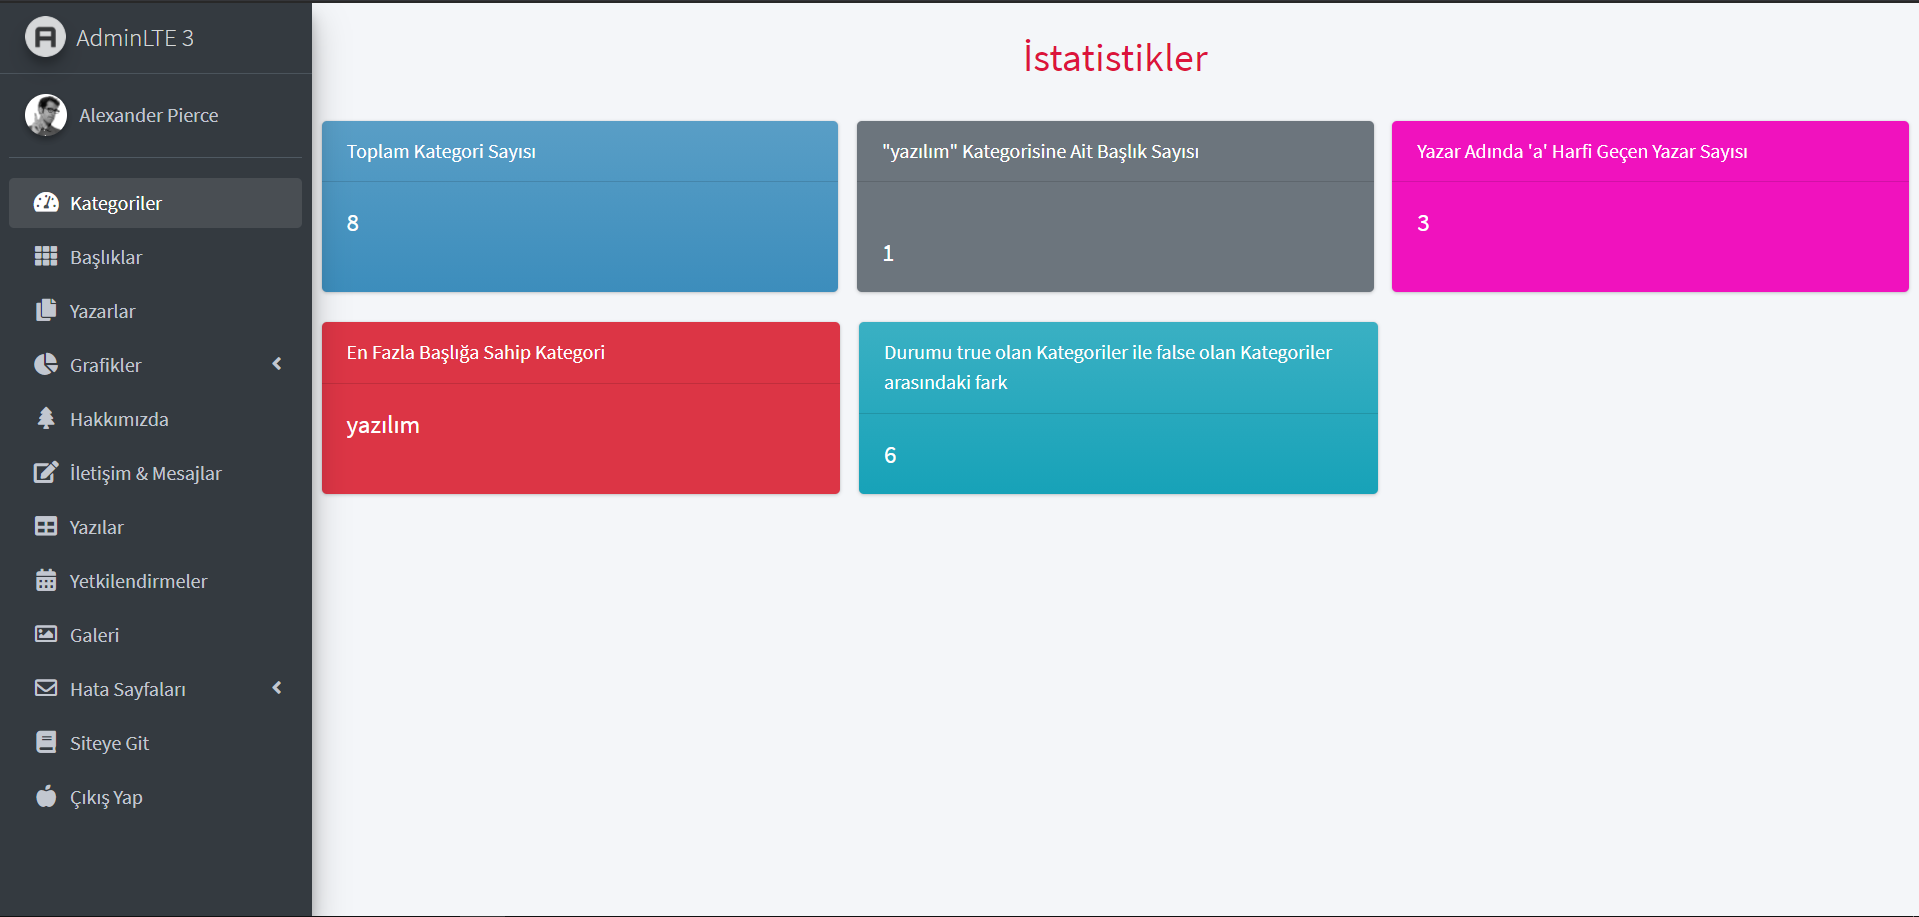 AdminLTE 3
Alexander Pierce
Kategoriler
Başlıklar
Yazarlar
Grafikler
Hakkımızda
İletişim & Mesajlar
Yazılar
Yetkilendirmeler
Galeri
Hata Sayfaları
Siteye Git
Çıkış Yap
İstatistikler
Toplam Kategori Sayısı
8
"yazılım" Kategorisine Ait Başlık Sayısı
1
Yazar Adında 'a' Harfi Geçen Yazar Sayısı
3
En Fazla Başlığa Sahip Kategori
yazılım
Durumu true olan Kategoriler ile false olan Kategoriler
arasındaki fark
6